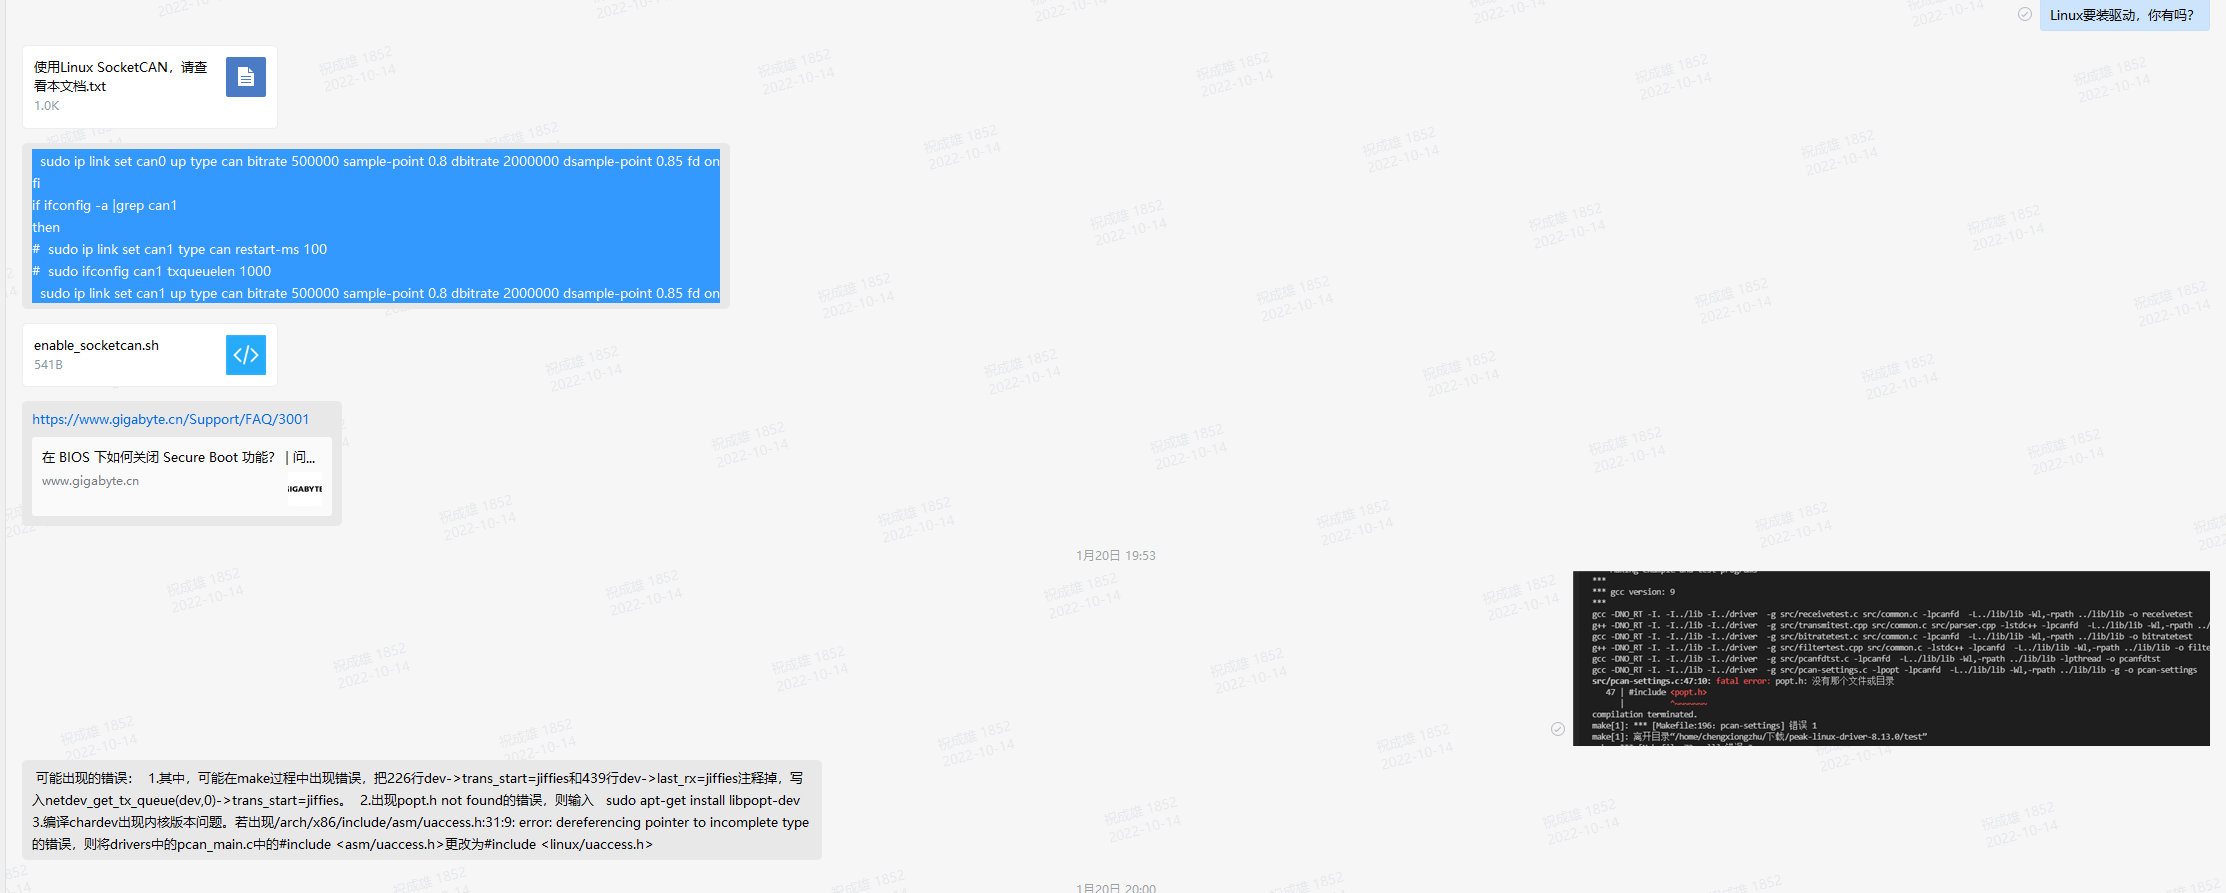 Linux要装驱动，你有吗？
使用Linux SocketCAN，请查
看本文档.txt
1.0K
sudo ip link set can0 up type can bitrate 500000 sample-point 0.8 dbitrate 2000000 dsample-point 0.85 fd on
fi
if ifconfig -a |grep can1
then
#  sudo ip link set can1 type can restart-ms 100
#  sudo ifconfig can1 txqueuelen 1000
sudo ip link set can1 up type can bitrate 500000 sample-point 0.8 dbitrate 2000000 dsample-point 0.85 fd on
enable_socketcan.sh
541B
https://www.gigabyte.cn/Support/FAQ/3001
在 BIOS 下如何关闭 Secure Boot 功能？ | 问...
www.gigabyte.cn
GIGABYTE
1月20日 19:53
***
*** gcc version: 9
***
gcc -DNO_RT -I. -I../lib -I../driver  -g src/receivetest.c src/common.c -lpcanfd  -L../lib/lib -Wl,-rpath ../lib/lib -o receivetest
g++ -DNO_RT -I. -I../lib -I../driver  -g src/transmitest.cpp src/common.c src/parser.cpp -lstdc++ -lpcanfd  -L../lib/lib -Wl,-rpath ../
gcc -DNO_RT -I. -I../lib -I../driver  -g src/bitratetest.c src/common.c -lpcanfd  -L../lib/lib -Wl,-rpath ../lib/lib -o bitratetest
g++ -DNO_RT -I. -I../lib -I../driver  -g src/filtertest.cpp src/common.c -lstdc++ -lpcanfd  -L../lib/lib -Wl,-rpath ../lib/lib -o filte
gcc -DNO_RT -I. -I../lib -I../driver  -g src/pcanfdtst.c -lpcanfd  -L../lib/lib -Wl,-rpath ../lib/lib -lpthread -o pcanfdtst
gcc -DNO_RT -I. -I../lib -I../driver  -g src/pcan-settings.c -lpopt -lpcanfd  -L../lib/lib -Wl,-rpath ../lib/lib -g -o pcan-settings
src/pcan-settings.c:47:10: fatal error: popt.h: 没有那个文件或目录
47 | #include <popt.h>
|          ^~~~~~~~
compilation terminated.
make[1]: *** [Makefile:196: pcan-settings] 错误 1
make[1]: 离开目录“/home/chengxiongzhu/下载/peak-linux-driver-8.13.0/test”
可能出现的错误：  1.其中，可能在make过程中出现错误，把226行dev->trans_start=jiffies和439行dev->last_rx=jiffies注释掉，写
入netdev_get_tx_queue(dev,0)->trans_start=jiffies。  2.出现popt.h not found的错误，则输入   sudo apt-get install libpopt-dev
3.编译chardev出现内核版本问题。若出现/arch/x86/include/asm/uaccess.h:31:9: error: dereferencing pointer to incomplete type
的错误，则将drivers中的pcan_main.c中的#include <asm/uaccess.h>更改为#include <linux/uaccess.h>
1月20日 20:00
祝成雄 1852
2022-10-14